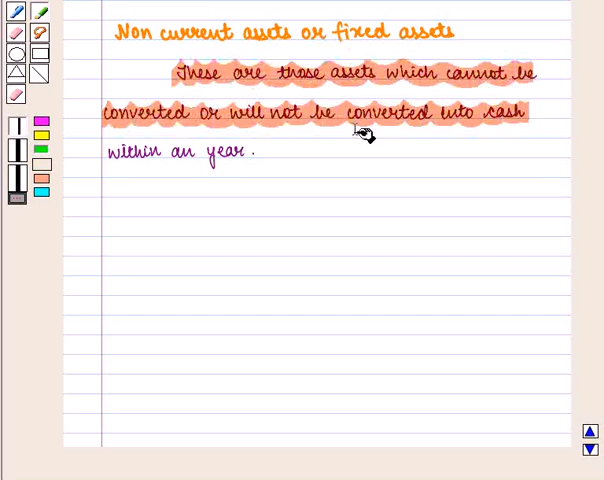 Non current assets or fixed assets
These are those assets which cannot be
converted or will not be converted into cash
within an year.